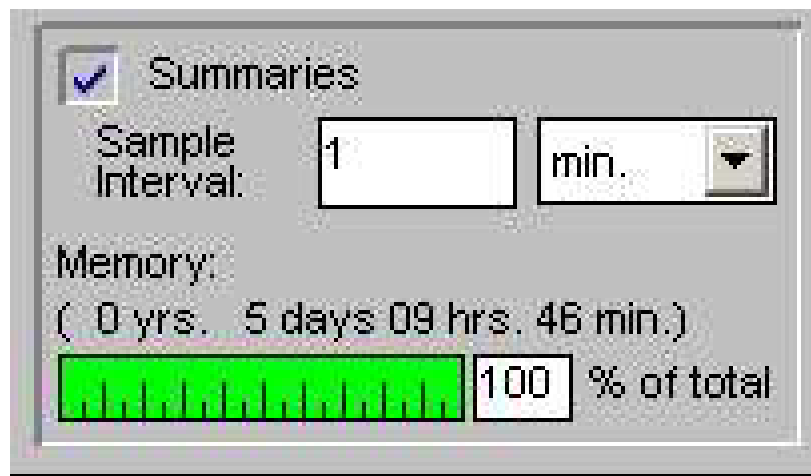 Summaries
Sample
Interval:
1 min.
Memory:
( 0 yrs. 5 days 09 hrs. 46 min.)
100 % of total